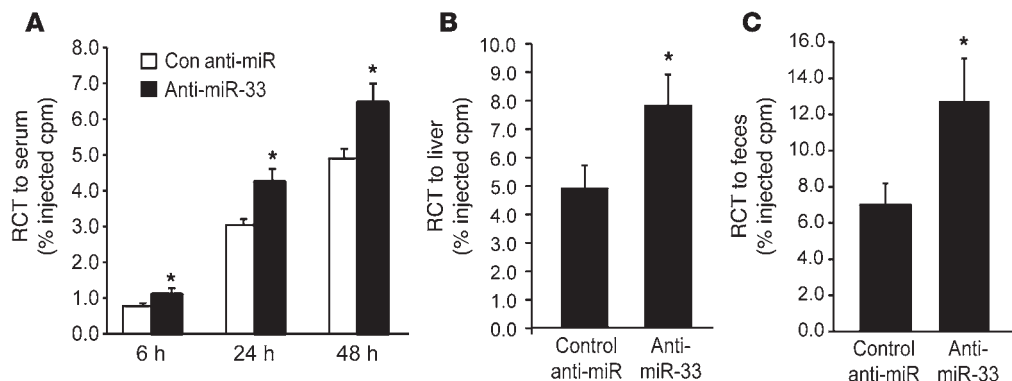 A
RCT to serum
(% injected cpm)
8.0
7.0
6.0
5.0
4.0
3.0
2.0
1.0
0.0
Con anti-miR
Anti-miR-33
*
*
*
6 h
24 h
48 h
B
RCT to liver
(% injected cpm)
10.0
9.0
8.0
7.0
6.0
5.0
4.0
3.0
2.0
1.0
0.0
*
Control
anti-miR
Anti-
miR-33
C
RCT to feces
(% injected cpm)
16.0
14.0
12.0
10.0
8.0
6.0
4.0
2.0
0.0
*
Control
anti-miR
Anti-
miR-33